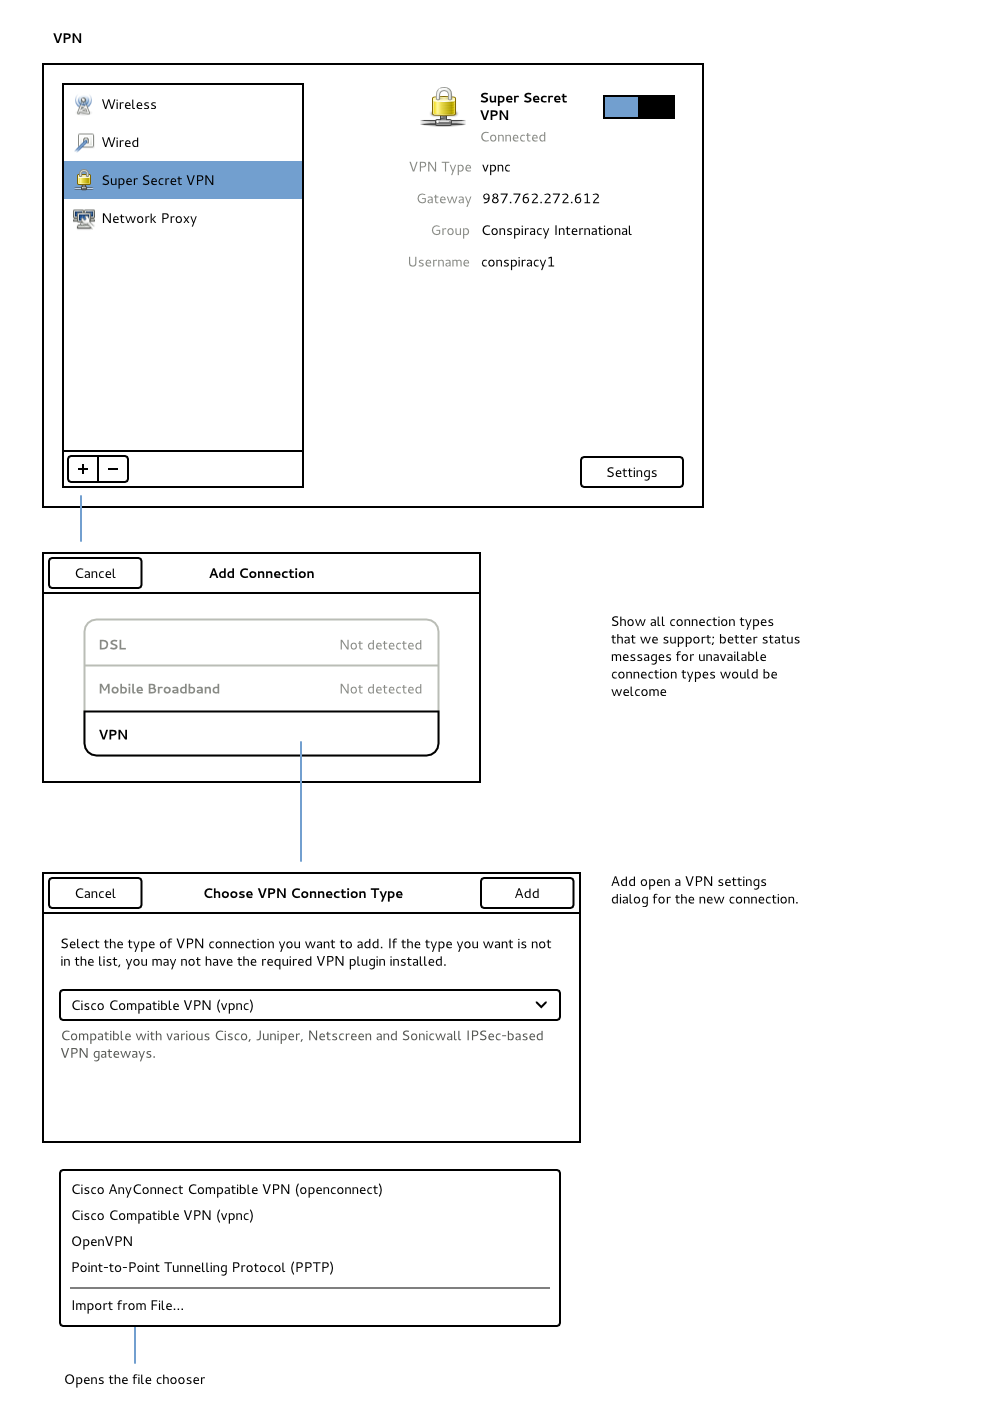 VPN
Wireless
Wired
Super Secret VPN
Network Proxy
+ −
Super Secret
VPN
Connected
VPN Type vpnc
Gateway 987.762.272.612
Group Conspiracy International
Username conspiracy1
Settings
Cancel Add Connection
DSL Not detected
Mobile Broadband Not detected
VPN
Show all connection types
that we support; better status
messages for unavailable
connection types would be
welcome
Cancel Choose VPN Connection Type Add
Select the type of VPN connection you want to add. If the type you want is not
in the list, you may not have the required VPN plugin installed.
Cisco Compatible VPN (vpnc)
Compatible with various Cisco, Juniper, Netscreen and Sonicwall IPSec-based
VPN gateways.
Add open a VPN settings
dialog for the new connection.
Cisco AnyConnect Compatible VPN (openconnect)
Cisco Compatible VPN (vpnc)
OpenVPN
Point-to-Point Tunnelling Protocol (PPTP)
Import from File...
Opens the file chooser